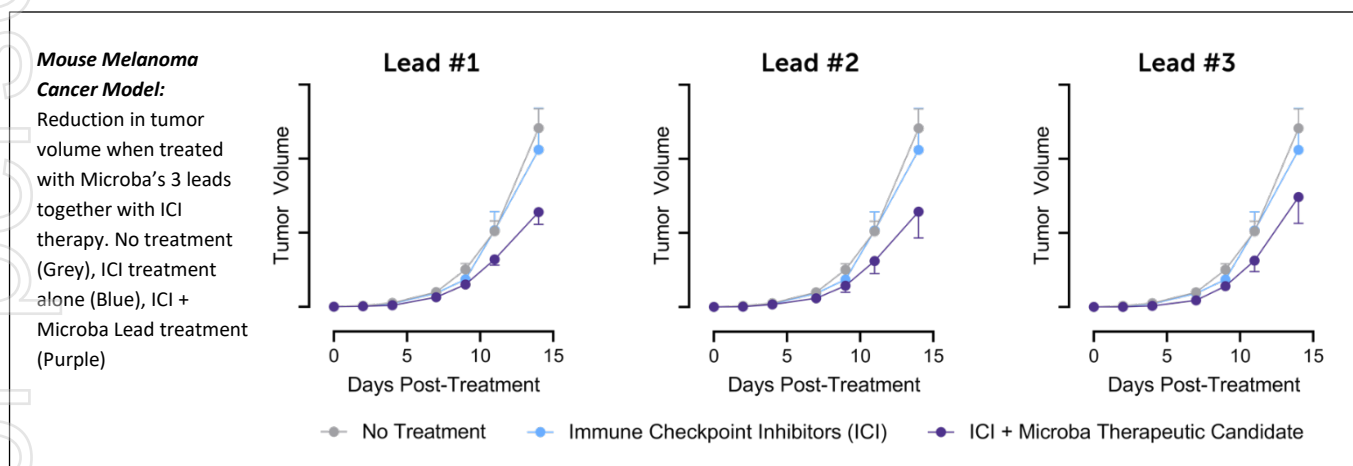 Mouse Melanoma
Cancer Model:
Reduction in tumor
volume when treated
with Microba's 3 leads
together with ICI
therapy. No treatment
(Grey), ICI treatment
alone (Blue), ICI +
Microba Lead treatment
(Purple)
Lead #1
Tumor Volume
0 5 10 15
Days Post-Treatment
Lead #2
Tumor Volume
0 5 10 15
Days Post-Treatment
Lead #3
Tumor Volume
0 5 10 15
Days Post-Treatment
No Treatment Immune Checkpoint Inhibitors (ICI) ICI + Microba Therapeutic Candidate